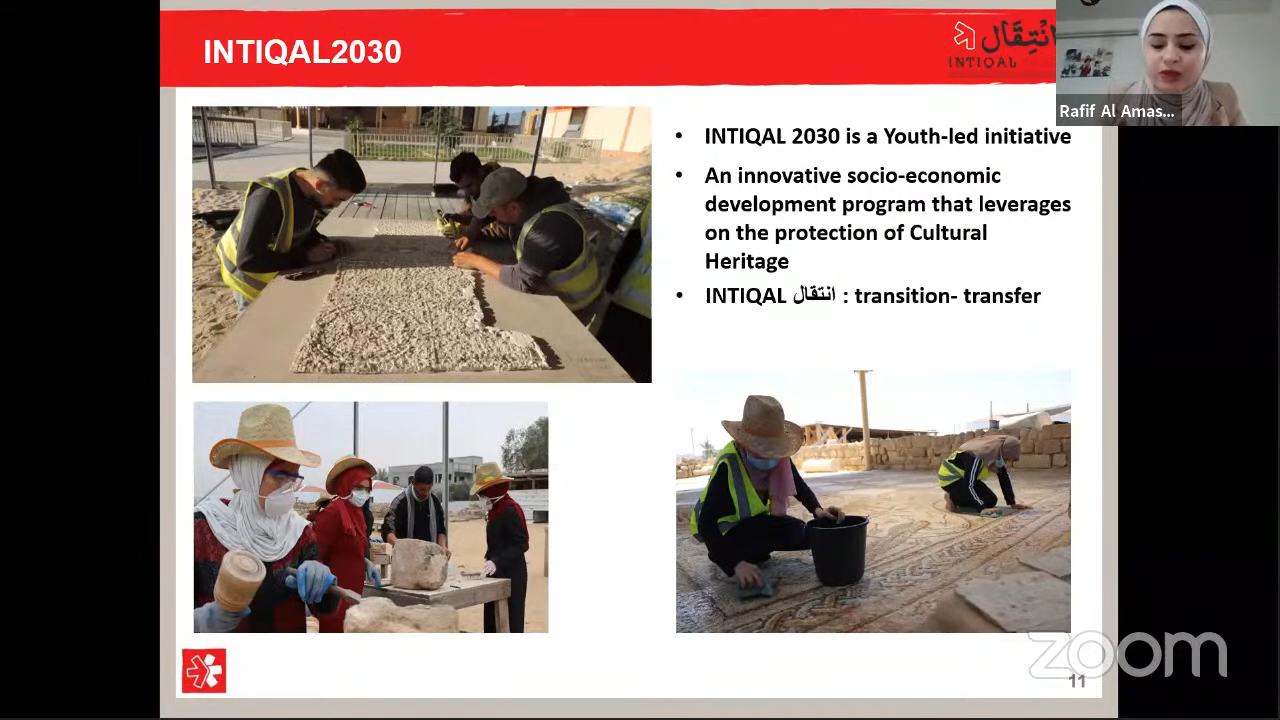 INTIQAL2030
انْتِقَال
INTIQAL
Rafif Al Amas...
• INTIQAL 2030 is a Youth-led initiative
• An innovative socio-economic
development program that leverages
on the protection of Cultural
Heritage
• INTIQAL انتقال : transition- transfer
zoom
11